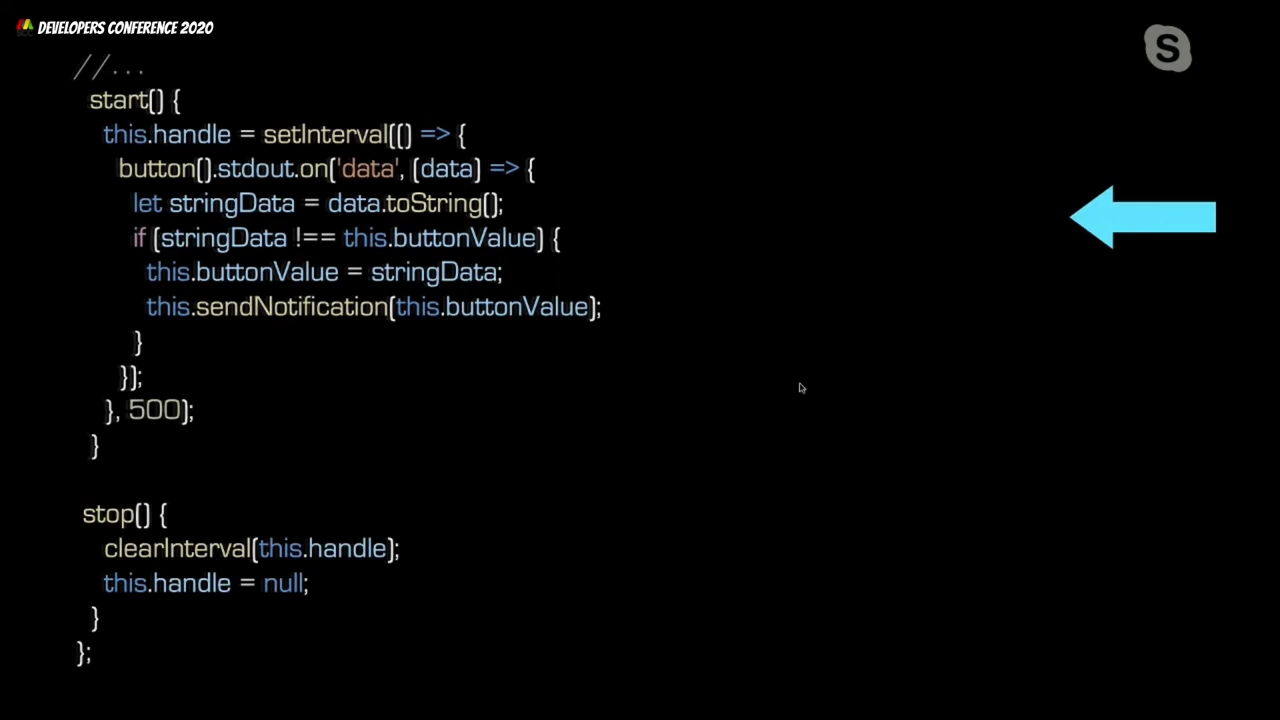 DEVELOPERS CONFERENCE 2020
S
//...
start() {
this.handle = setInterval(() => {
button().stdout.on('data', (data) => {
let stringData = data.toString();
if (stringData !== this.buttonValue) {
this.buttonValue = stringData;
this.sendNotification(this.buttonValue);
}
});
}, 500);
}
stop() {
clearInterval(this.handle);
this.handle = null;
}
};